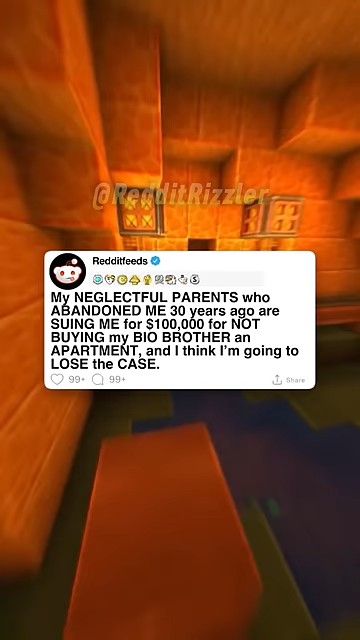 @RedditRizzler
Redditfeeds
My NEGLECTFUL PARENTS who
ABANDONED ME 30 years ago are
SUING ME for $100,000 for NOT
BUYING my BIO BROTHER an
APARTMENT, and I think I'm going to
LOSE the CASE.
99+ 99+ Share